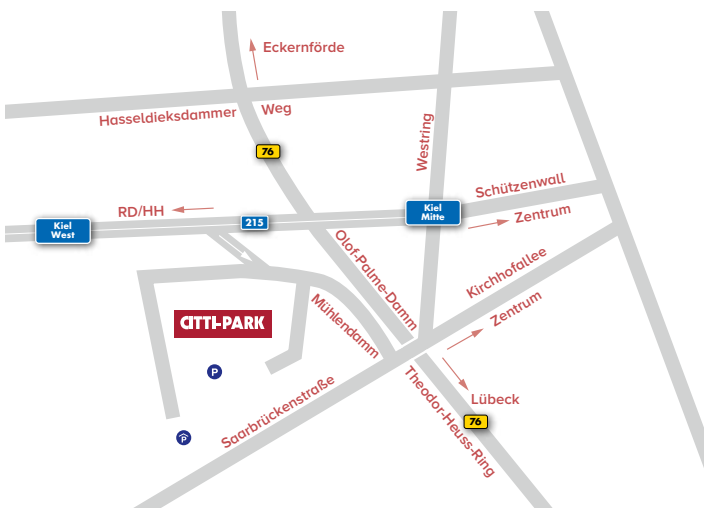 Eckernförde
Hasseldieksdammer Weg
76
Westring
Schützenwall
RD/HH
Kiel
West
215
Kiel
Mitte
Zentrum
Olof-Palme-Damm
Kirchhofallee
Zentrum
Mühlendamm
CITTI-PARK
P
Theodor-Heuss-Ring
Lübeck
Saarbrückenstraße
76
P